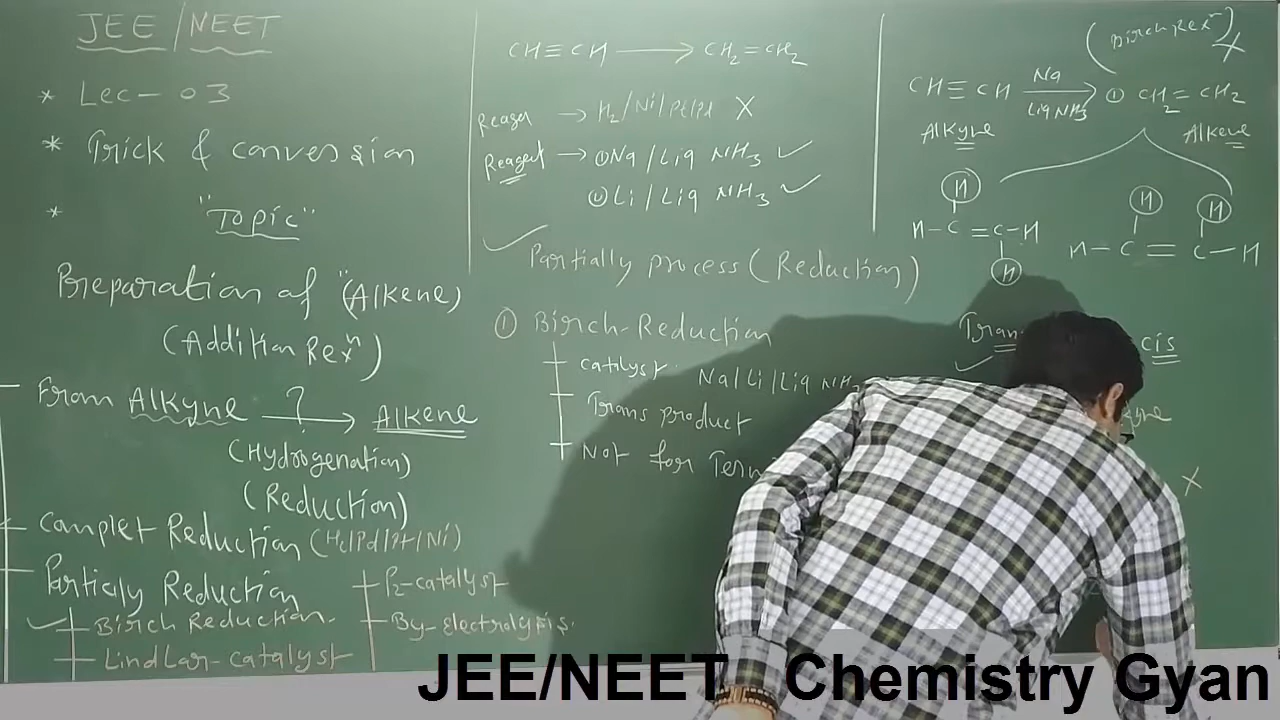 JEE/NEET
* Lec-03
* Trick & conversion
* "Topic"
Preparation of "(Alkene)
(Addition Rexn)
From Alkyne ? Alkene
(Hydrogenation)
(Reduction)
Camplet Reduction (H2/Pd/Pt/Ni)
Partialy Reduction
Birch Reduction.
Lindlar-catalyst
P2-catalyst
By-electrolysis.
CH≡CH → CH2=CH2
Reagent → H2/Ni/Pt/Pd X
Reagent → ① Na/Liq NH3 ✓
② Li/Liq NH3 ✓
Partially process (Reduction)
① Birch-Reduction
catalyst Na/Li/Liq NH3
Trans product
Not for Term
(Birch Rexn) X
CH≡CH Na Liq NH3 → ① CH2=CH2
Alkyne Alkene
H H H
H-C=C-H H-C=C-H
H
Trans cis
X
JEE/NEET Chemistry Gyan